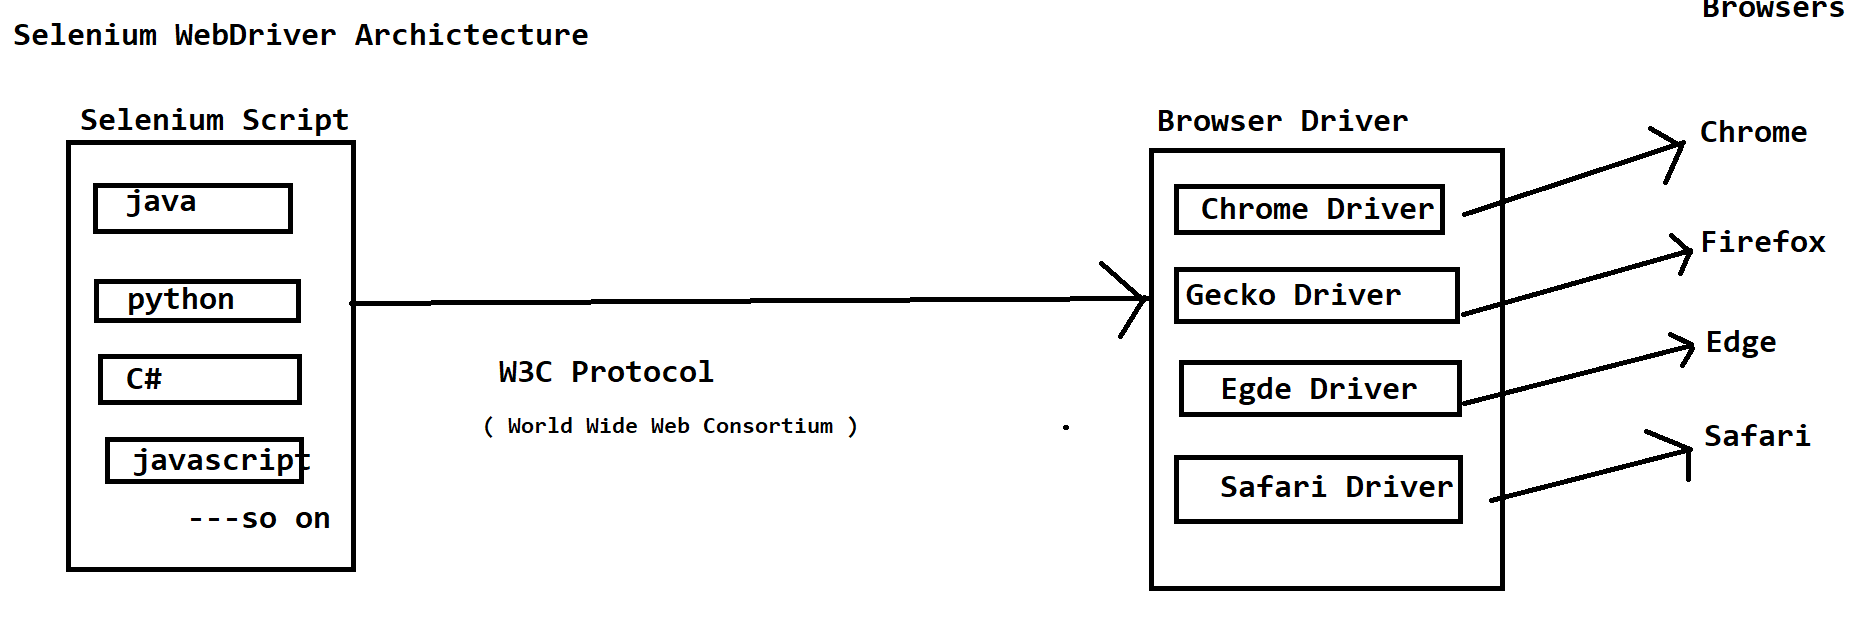 Selenium WebDriver Archictecture
Browsers
Selenium Script
java
python
C#
javascript
---so on
W3C Protocol
( World Wide Web Consortium )
Browser Driver
Chrome Driver
Gecko Driver
Egde Driver
Safari Driver
Chrome
Firefox
Edge
Safari